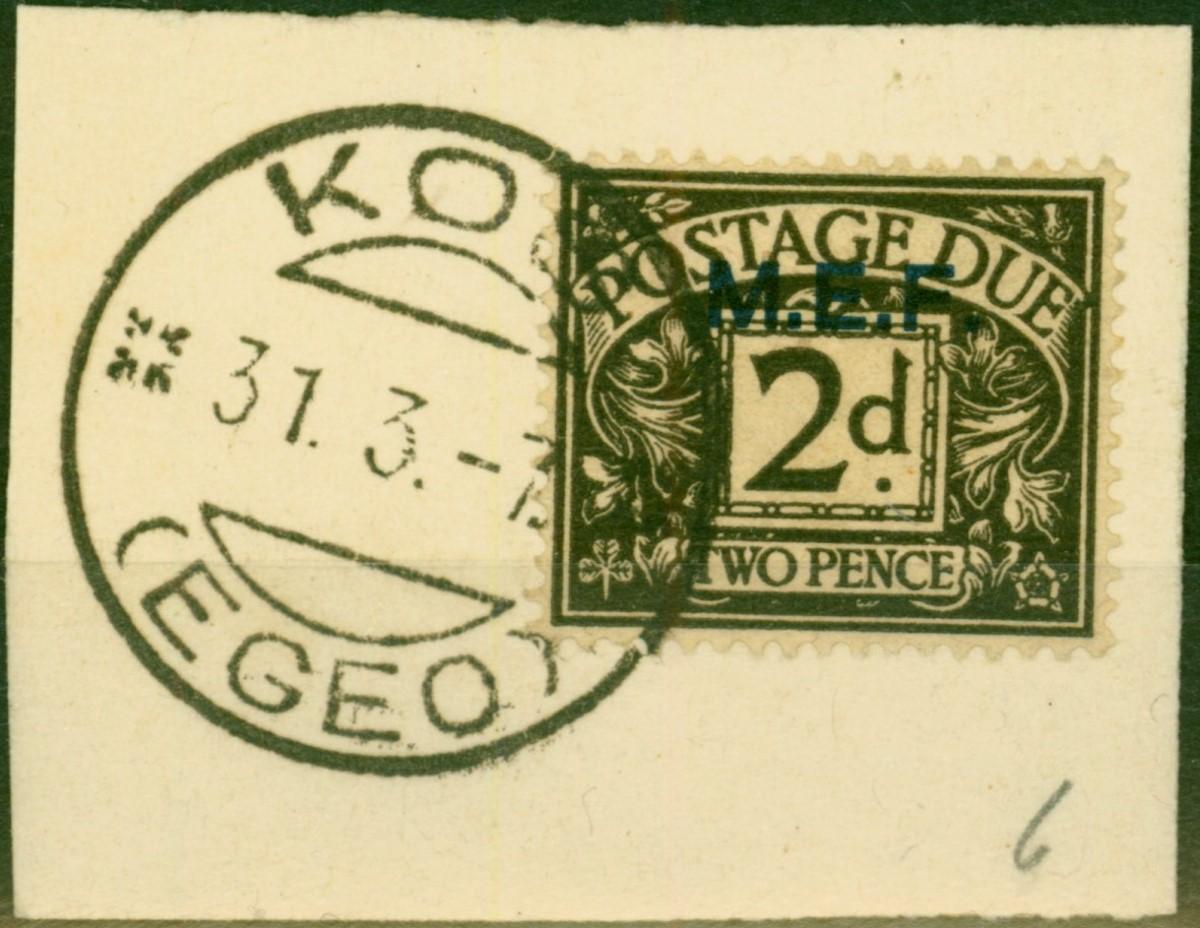 KO
31. 3. -
(EGEO)
POSTAGE DUE
M.E.F.
2d.
TWO PENCE
6